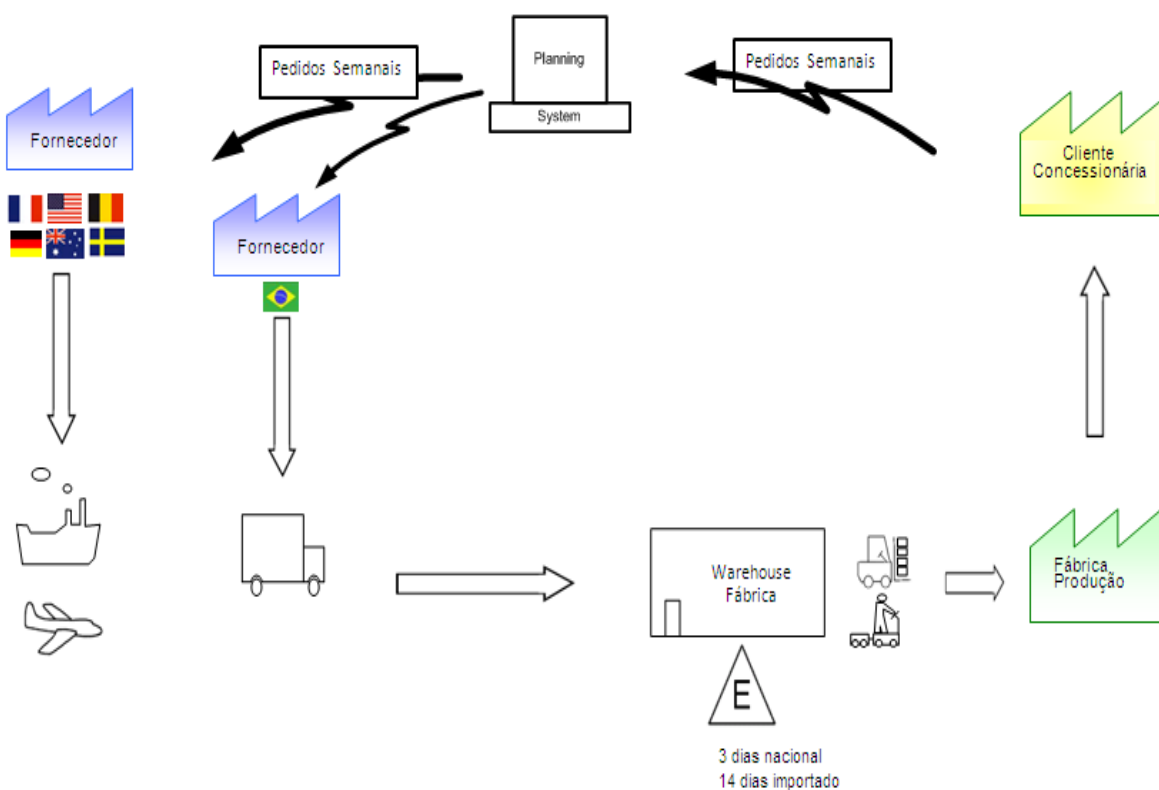 Pedidos Semanais
Planning
System
Pedidos Semanais
Fornecedor
Cliente
Concessionária
Fornecedor
Warehouse
Fábrica
Fábrica
Produção
E
3 dias nacional
14 dias importado